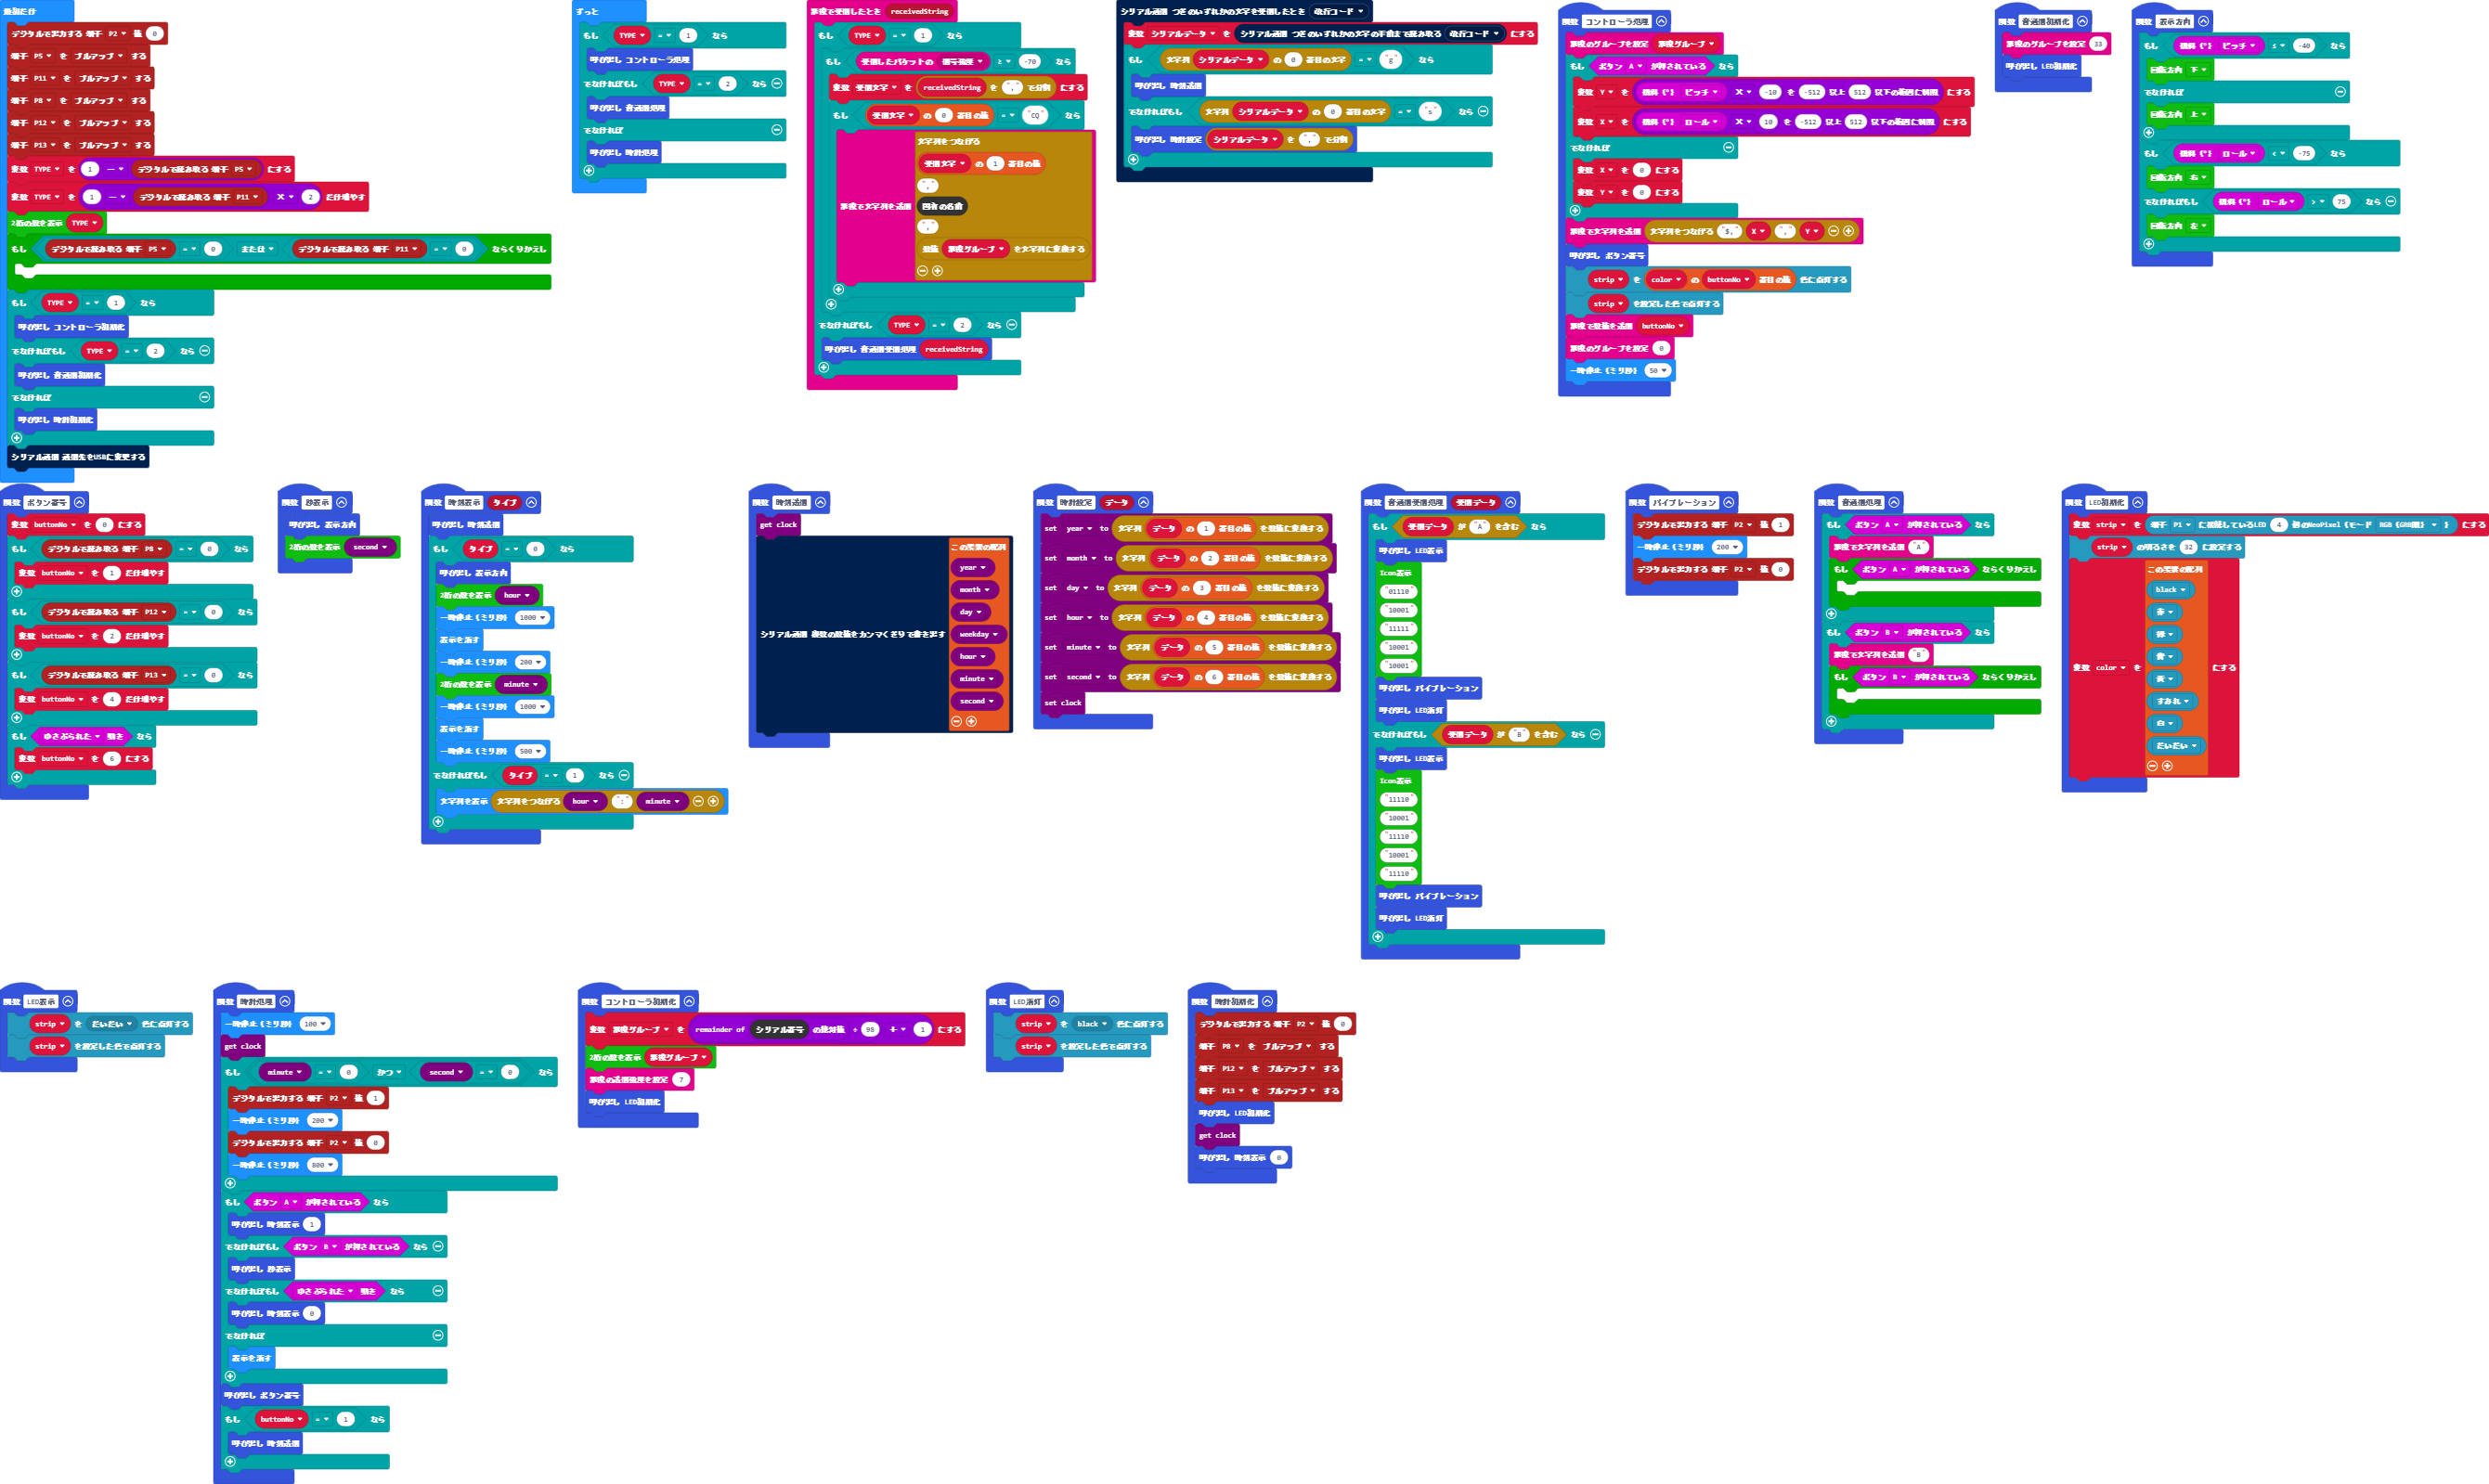 最初だけ
デジタルで出力する 端子 P2 値 0
端子 P5 を プルアップ する
端子 P11 を プルアップ する
端子 P8 を プルアップ する
端子 P12 を プルアップ する
端子 P13 を プルアップ する
変数 TYPE を 1 － デジタルで読み取る 端子 P5 にする
変数 TYPE を 1 － デジタルで読み取る 端子 P11 × 2 だけ増やす
2桁の数を表示 TYPE
もし デジタルで読み取る 端子 P5 = 0 または デジタルで読み取る 端子 P11 = 0 ならくりかえし
もし TYPE = 1 なら
呼び出し コントローラ初期化
でなければもし TYPE = 2 なら
呼び出し 音通信初期化
でなければ
呼び出し 時計初期化
シリアル通信 通信先をUSBに変更する
ずっと
もし TYPE = 1 なら
呼び出し コントローラ処理
でなければもし TYPE = 2 なら
呼び出し 音通信処理
でなければ
呼び出し 時計処理
無線で受信したとき receivedString
もし TYPE = 1 なら
もし 受信したパケットの 信号強度 ≥ -70 なら
変数 受信文字 を receivedString を "," で分割 にする
もし 受信文字 の 0 番目の値 = "CQ" なら
無線で文字列を送信
文字列をつなげる
受信文字 の 1 番目の値
","
固有の名前
","
数値 無線グループ を文字列に変換する
でなければもし TYPE = 2 なら
呼び出し 音通信受信処理 receivedString
シリアル通信 つぎのいずれかの文字を受信したとき 改行コード
変数 シリアルデータ を シリアル通信 つぎのいずれかの文字の手前まで読み取る 改行コード にする
もし 文字列 シリアルデータ の 0 番目の文字 = "g" なら
呼び出し 時刻送信
でなければもし 文字列 シリアルデータ の 0 番目の文字 = "s" なら
呼び出し 時計設定 シリアルデータ を "," で分割
関数 コントローラ処理
無線のグループを設定 無線グループ
もし ボタン A が押されている なら
変数 Y を 傾斜（°） ピッチ × -10 を -512 以上 512 以下の範囲に制限 にする
変数 X を 傾斜（°） ロール × 10 を -512 以上 512 以下の範囲に制限 にする
でなければ
変数 X を 0 にする
変数 Y を 0 にする
無線で文字列を送信 文字列をつなげる "$," X "," Y
呼び出し ボタン番号
strip を color の buttonNo 番目の値 色に点灯する
strip を設定した色で点灯する
無線で数値を送信 buttonNo
無線のグループを設定 0
一時停止（ミリ秒） 50
関数 音通信初期化
無線のグループを設定 33
呼び出し LED初期化
関数 表示方向
もし 傾斜（°） ピッチ ≤ -40 なら
回転方向 下
でなければ
回転方向 上
もし 傾斜（°） ロール < -75 なら
回転方向 右
でなければもし 傾斜（°） ロール > 75 なら
回転方向 左
関数 ボタン番号
変数 buttonNo を 0 にする
もし デジタルで読み取る 端子 P8 = 0 なら
変数 buttonNo を 1 だけ増やす
もし デジタルで読み取る 端子 P12 = 0 なら
変数 buttonNo を 2 だけ増やす
もし デジタルで読み取る 端子 P13 = 0 なら
変数 buttonNo を 4 だけ増やす
もし ゆさぶられた 動き なら
変数 buttonNo を 6 にする
関数 秒表示
呼び出し 表示方向
2桁の数を表示 second
関数 時刻表示 タイプ
呼び出し 時刻送信
もし タイプ = 0 なら
呼び出し 表示方向
2桁の数を表示 hour
一時停止（ミリ秒） 1000
表示を消す
一時停止（ミリ秒） 200
2桁の数を表示 minute
一時停止（ミリ秒） 1000
表示を消す
一時停止（ミリ秒） 500
でなければもし タイプ = 1 なら
文字列を表示 文字列をつなげる hour ":" minute
関数 時刻送信
get clock
シリアル通信 複数の数値をカンマくぎりで書き出す
この要素の配列
year
month
day
weekday
hour
minute
second
関数 時計設定 データ
set year to 文字列 データ の 1 番目の値 を数値に変換する
set month to 文字列 データ の 2 番目の値 を数値に変換する
set day to 文字列 データ の 3 番目の値 を数値に変換する
set hour to 文字列 データ の 4 番目の値 を数値に変換する
set minute to 文字列 データ の 5 番目の値 を数値に変換する
set second to 文字列 データ の 6 番目の値 を数値に変換する
set clock
関数 音通信受信処理 受信データ
もし 受信データ が "A" を含む なら
呼び出し LED表示
Icon表示
"01110"
"10001"
"11111"
"10001"
"10001"
呼び出し バイブレーション
呼び出し LED消灯
でなければもし 受信データ が "B" を含む なら
呼び出し LED表示
Icon表示
"11110"
"10001"
"11110"
"10001"
"11110"
呼び出し バイブレーション
呼び出し LED消灯
関数 バイブレーション
デジタルで出力する 端子 P2 値 1
一時停止（ミリ秒） 200
デジタルで出力する 端子 P2 値 0
関数 音通信処理
もし ボタン A が押されている なら
無線で文字列を送信 "A"
もし ボタン A が押されている ならくりかえし
もし ボタン B が押されている なら
無線で文字列を送信 "B"
もし ボタン B が押されている ならくりかえし
関数 LED初期化
変数 strip を 端子 P1 に接続しているLED 4 個のNeoPixel（モード RGB（GRB順） ） にする
strip の明るさを 32 に設定する
変数 color を
この要素の配列
black
赤
緑
青
黄
すみれ
白
だいだい
にする
関数 LED表示
strip を だいだい 色に点灯する
strip を設定した色で点灯する
関数 時計処理
一時停止（ミリ秒） 100
get clock
もし minute = 0 かつ second = 0 なら
デジタルで出力する 端子 P2 値 1
一時停止（ミリ秒） 200
デジタルで出力する 端子 P2 値 0
一時停止（ミリ秒） 800
もし ボタン A が押されている なら
呼び出し 時刻表示 1
でなければもし ボタン B が押されている なら
呼び出し 秒表示
でなければもし ゆさぶられた 動き なら
呼び出し 時刻表示 0
でなければ
表示を消す
呼び出し ボタン番号
もし buttonNo = 1 なら
呼び出し 時刻送信
関数 コントローラ初期化
変数 無線グループ を remainder of シリアル番号 の絶対値 ÷ 98 + 1 にする
2桁の数を表示 無線グループ
無線の送信強度を設定 7
呼び出し LED初期化
関数 LED消灯
strip を black 色に点灯する
strip を設定した色で点灯する
関数 時計初期化
デジタルで出力する 端子 P2 値 0
端子 P8 を プルアップ する
端子 P12 を プルアップ する
端子 P13 を プルアップ する
呼び出し LED初期化
get clock
呼び出し 時刻表示 0